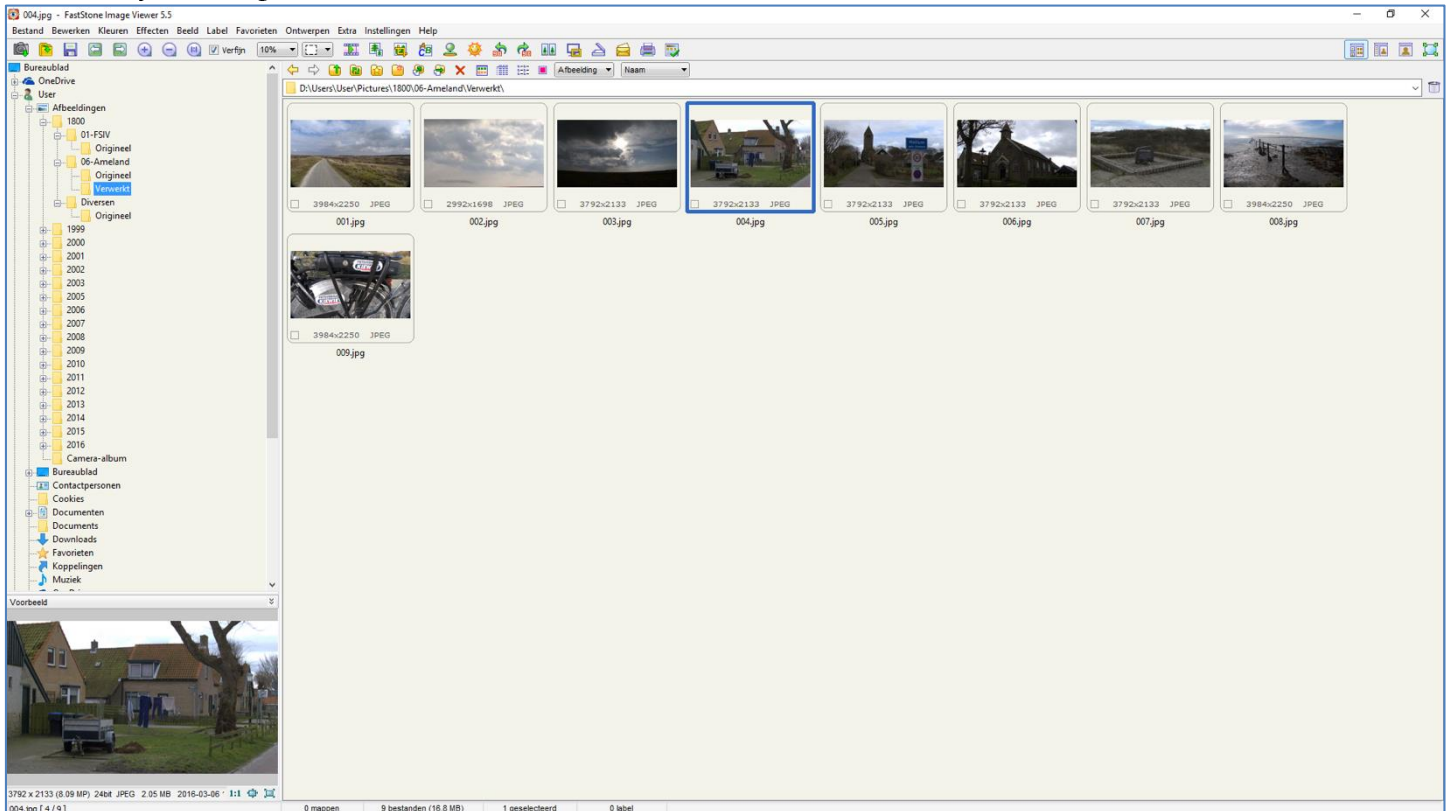 004.jpg - FastStone Image Viewer 5.5
Bestand Bewerken Kleuren Effecten Beeld Label Favorieten Ontwerpen Extra Instellingen Help
Verfijn 10%
Bureaublad
Afbeelding Naam
OneDrive
D:\Users\User\Pictures\1800\06-Ameland\Verwerkt\
User
Afbeeldingen
1800
01-FSIV
Origineel
06-Ameland
Origineel
Verwerkt
Diversen
Origineel
1999
2000
2001
2002
2003
2005
2006
2007
2008
2009
2010
2011
2012
2013
2014
2015
2016
Camera-album
Bureaublad
Contactpersonen
Cookies
Documenten
Documents
Downloads
Favorieten
Koppelingen
Muziek
3984x2250 JPEG 2992x1698 JPEG 3792x2133 JPEG 3792x2133 JPEG 3792x2133 JPEG 3792x2133 JPEG 3792x2133 JPEG 3984x2250 JPEG
001.jpg 002.jpg 003.jpg 004.jpg 005.jpg 006.jpg 007.jpg 008.jpg
3984x2250 JPEG
009.jpg
Voorbeeld
3792 x 2133 (8.09 MP) 24bit JPEG 2.05 MB 2016-03-06 1:1
004.jpg [ 4 / 9 ] 0 mappen 9 bestanden (16.8 MB) 1 geselecteerd 0 label